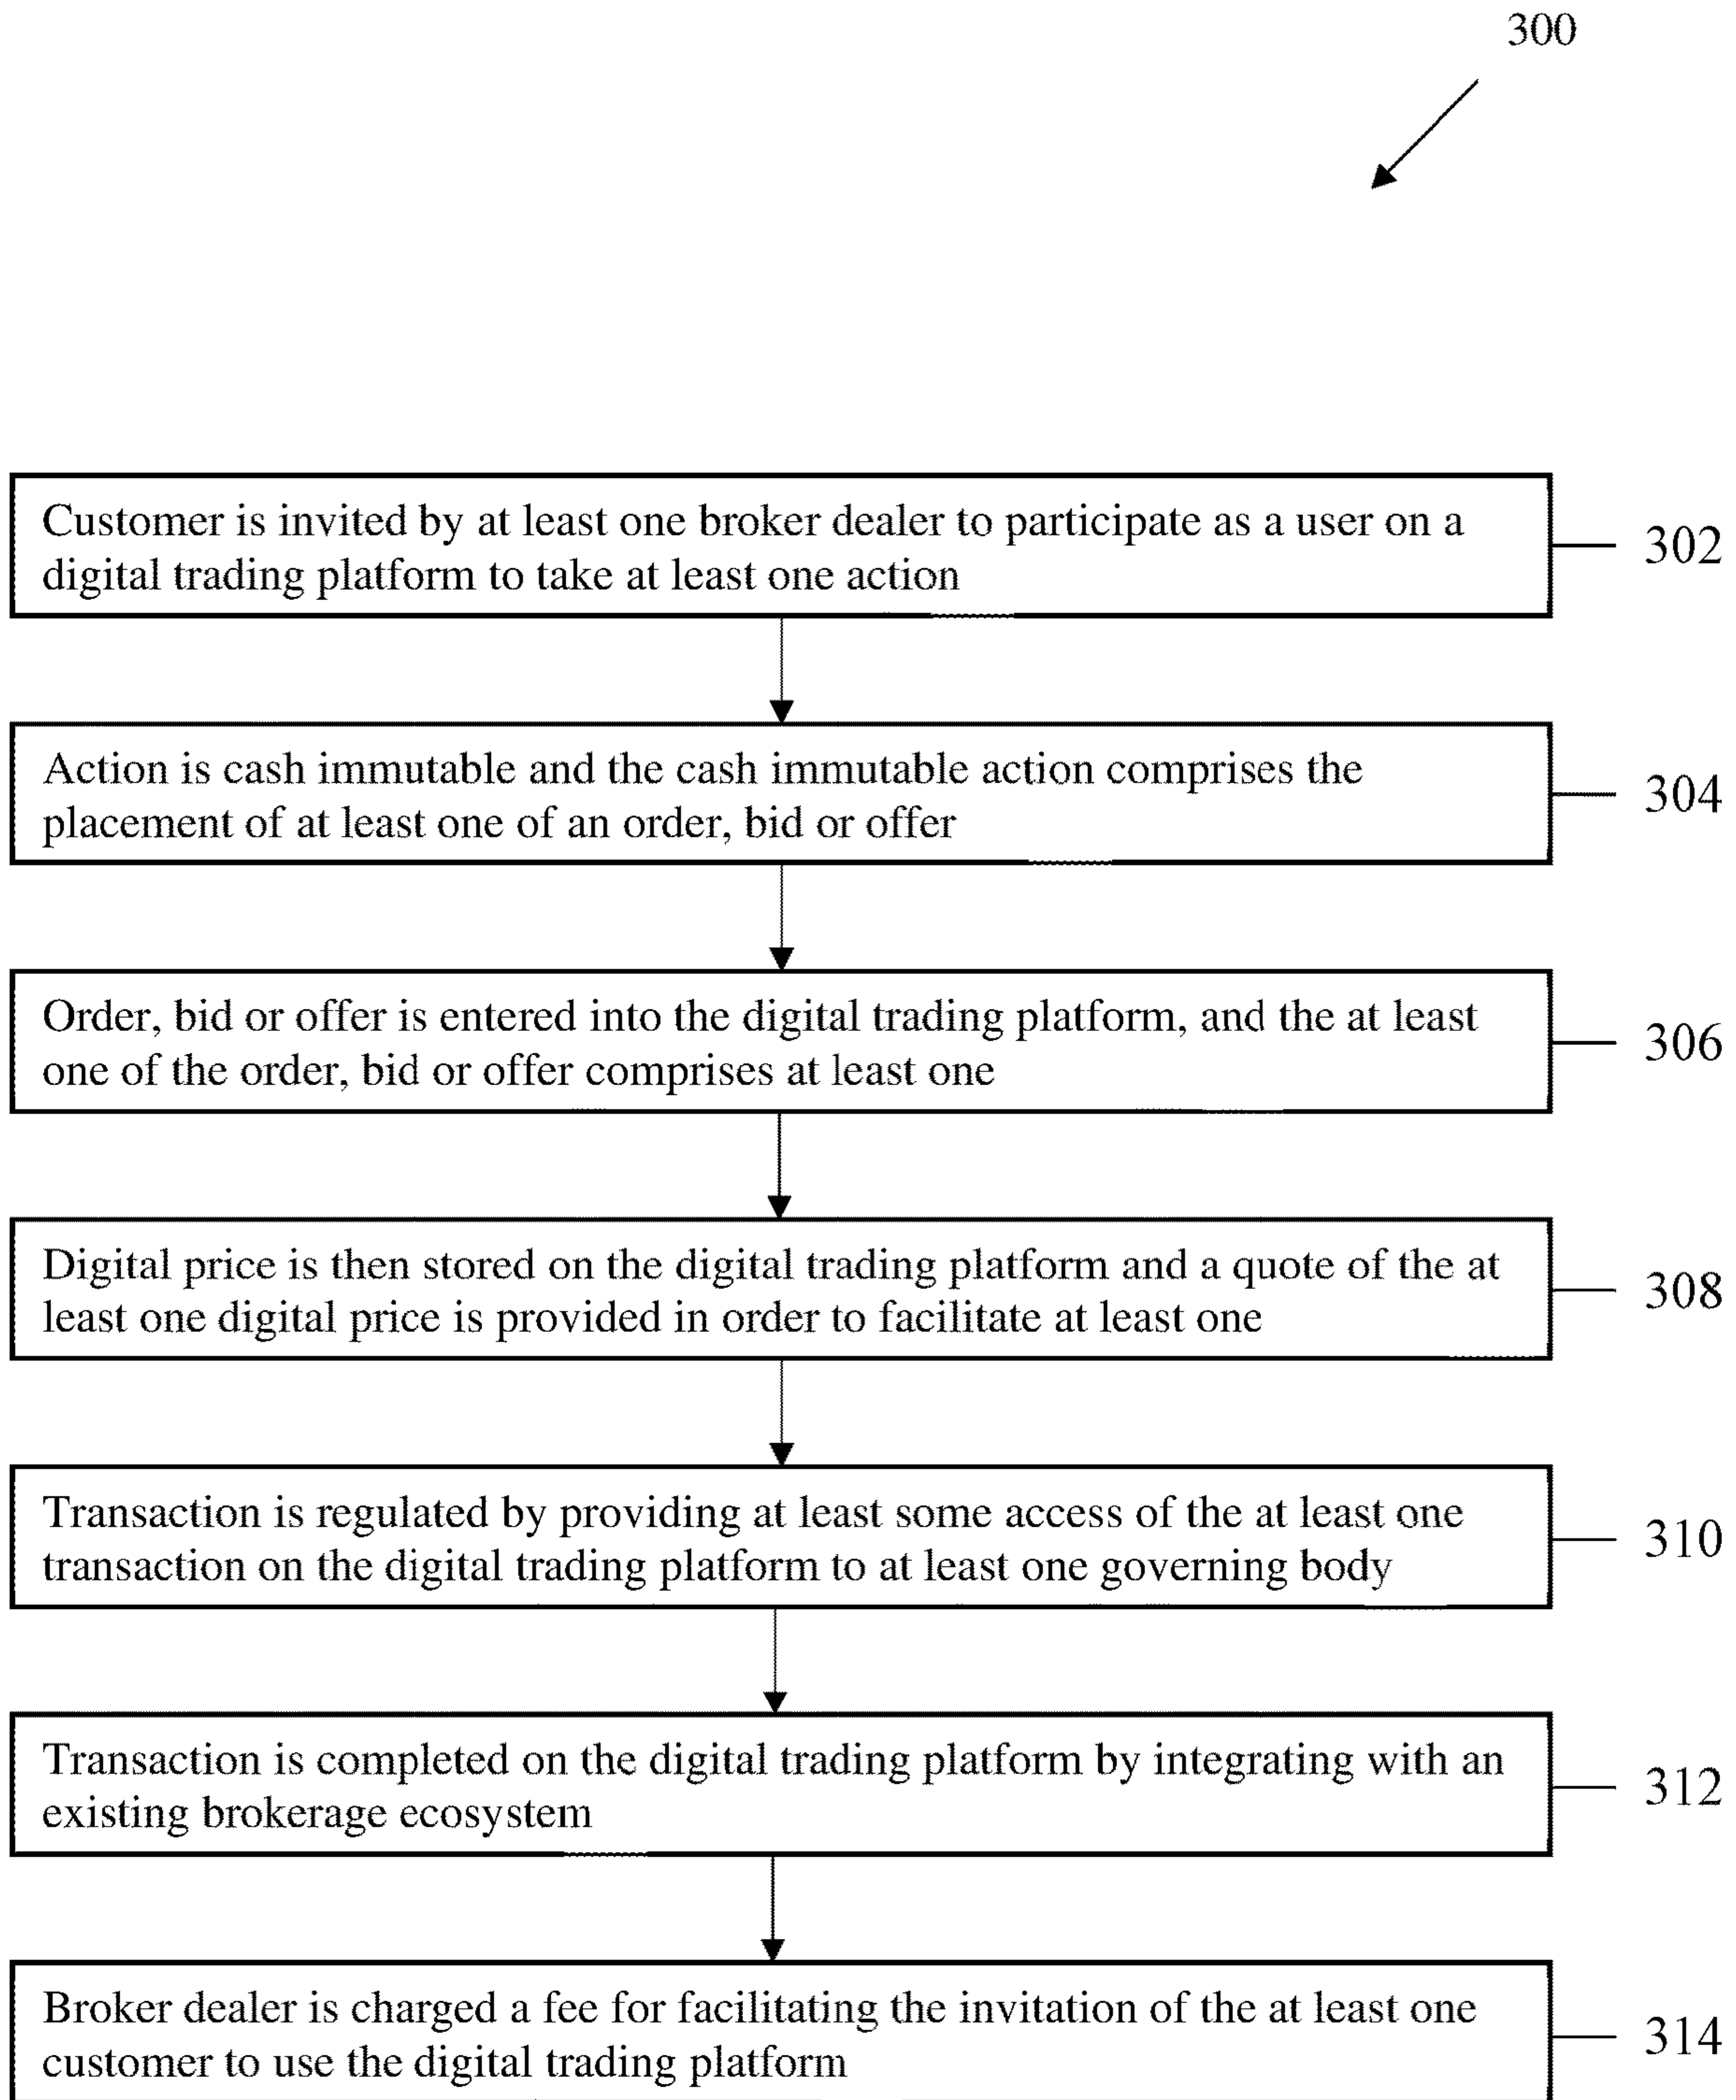 300
Customer is invited by at least one broker dealer to participate as a user on a
digital trading platform to take at least one action
302
Action is cash immutable and the cash immutable action comprises the
placement of at least one of an order, bid or offer
304
Order, bid or offer is entered into the digital trading platform, and the at least
one of the order, bid or offer comprises at least one
306
Digital price is then stored on the digital trading platform and a quote of the at
least one digital price is provided in order to facilitate at least one
308
Transaction is regulated by providing at least some access of the at least one
transaction on the digital trading platform to at least one governing body
310
Transaction is completed on the digital trading platform by integrating with an
existing brokerage ecosystem
312
Broker dealer is charged a fee for facilitating the invitation of the at least one
customer to use the digital trading platform
314